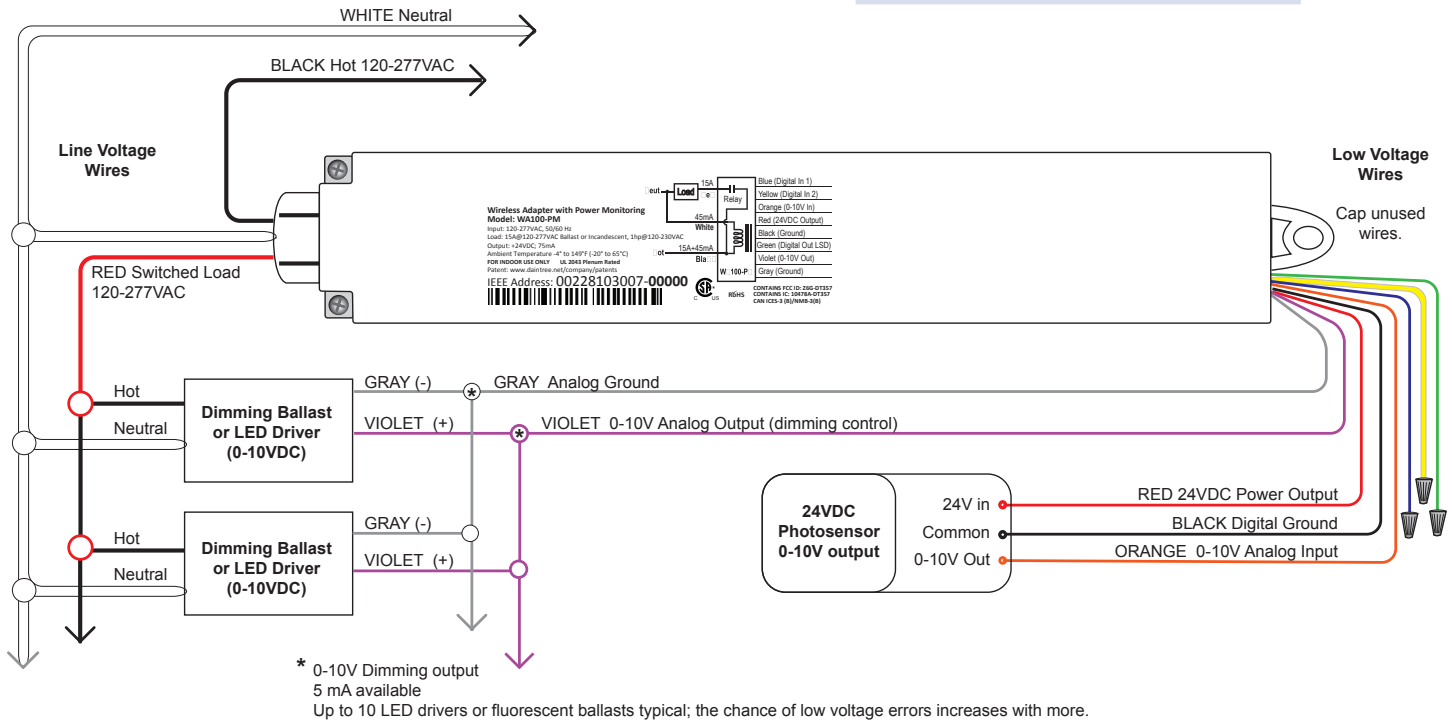 WHITE Neutral
BLACK Hot 120-277VAC
Line Voltage
Wires
RED Switched Load
120-277VAC
Wireless Adapter with Power Monitoring
Model: WA100-PM
Input: 120-277VAC, 50/60 Hz
Load: 15A@120-277VAC Ballast or Incandescent, 1hp@120-230VAC
Output: +24VDC; 75mA
Ambient Temperature -4° to 149°F (-20° to 65°C)
FOR INDOOR USE ONLY UL 2043 Plenum Rated
Patent: www.daintree.net/company/patents
IEEE Address: 00228103007-00000
Load
15A
Relay
45mA
White
15A+45mA
Blue (Digital In 1)
Yellow (Digital In 2)
Orange (0-10V In)
Red (24VDC Output)
Black (Ground)
Green (Digital Out LSD)
Violet (0-10V Out)
Gray (Ground)
C US
RoHS
CONTAINS FCC ID: Z6G-DT357
CONTAINS IC: 10478A-DT357
CAN ICES-3 (B)/NMB-3(B)
Low Voltage
Wires
Cap unused
wires.
Hot
Neutral
Dimming Ballast
or LED Driver
(0-10VDC)
GRAY (-)
VIOLET (+)
* GRAY Analog Ground
* VIOLET 0-10V Analog Output (dimming control)
Hot
Neutral
Dimming Ballast
or LED Driver
(0-10VDC)
GRAY (-)
VIOLET (+)
24VDC
Photosensor
0-10V output
24V in
Common
0-10V Out
RED 24VDC Power Output
BLACK Digital Ground
ORANGE 0-10V Analog Input
* 0-10V Dimming output
5 mA available
Up to 10 LED drivers or fluorescent ballasts typical; the chance of low voltage errors increases with more.